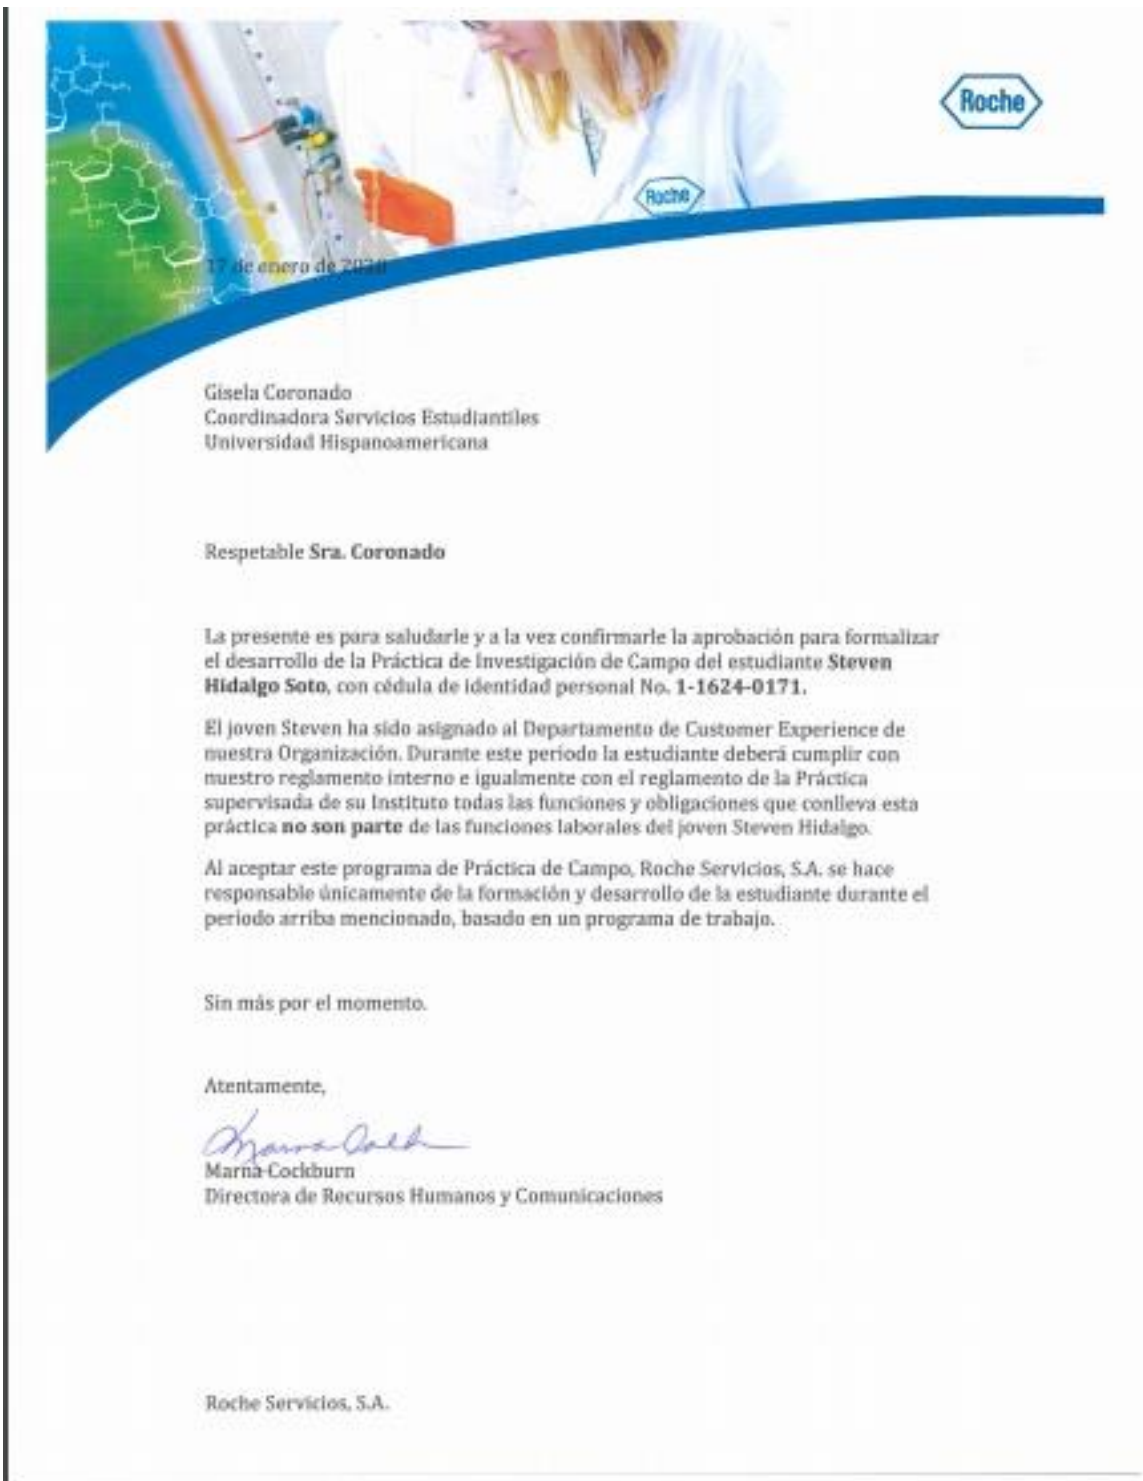 Roche
Roche
17 de enero de
Gisela Coronado
Coordinadora Servicios Estudiantiles
Universidad Hispanoamericana
Respetable Sra. Coronado
La presente es para saludarle y a la vez confirmarle la aprobación para formalizar
el desarrollo de la Práctica de Investigación de Campo del estudiante Steven
Hidalgo Soto, con cédula de identidad personal No. 1-1624-0171.
El joven Steven ha sido asignado al Departamento de Customer Experience de
nuestra Organización. Durante este periodo la estudiante deberá cumplir con
nuestro reglamento interno e igualmente con el reglamento de la Práctica
supervisada de su Instituto todas las funciones y obligaciones que conlleva esta
práctica no son parte de las funciones laborales del joven Steven Hidalgo.
Al aceptar este programa de Práctica de Campo, Roche Servicios, S.A. se hace
responsable únicamente de la formación y desarrollo de la estudiante durante el
periodo arriba mencionado, basado en un programa de trabajo.
Sin más por el momento.
Atentamente,
Marna Cockburn
Directora de Recursos Humanos y Comunicaciones
Roche Servicios, S.A.